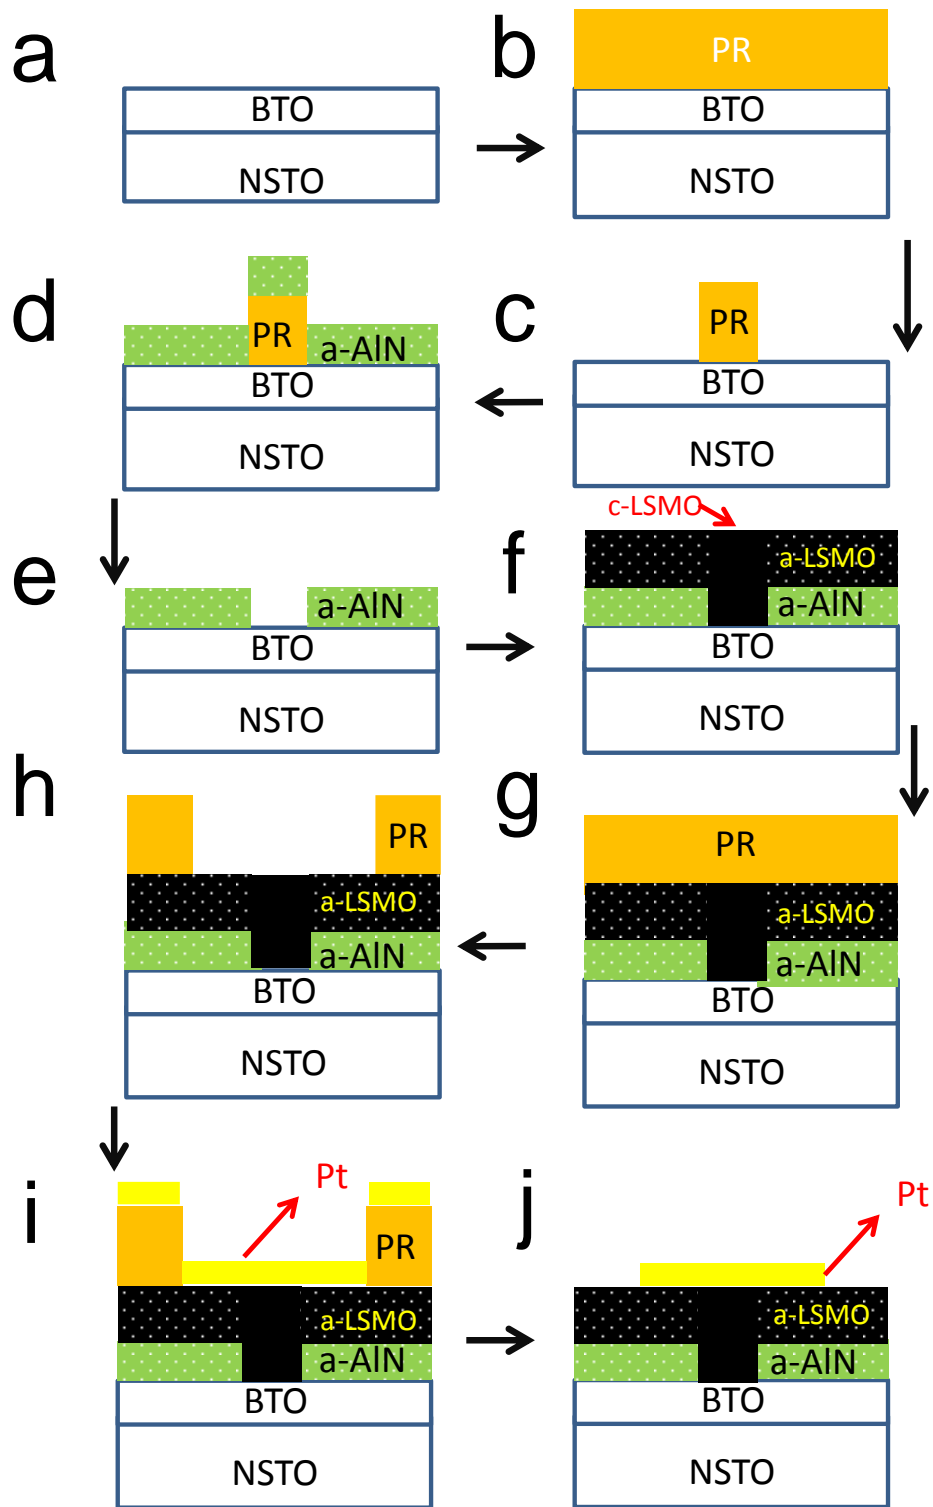 a
BTO
NSTO
b
PR
BTO
NSTO
c
PR
BTO
NSTO
d
PR
a-AlN
BTO
NSTO
e
a-AlN
BTO
NSTO
f
c-LSMO
a-LSMO
a-AlN
BTO
NSTO
g
PR
a-LSMO
a-AlN
BTO
NSTO
h
PR
a-LSMO
a-AlN
BTO
NSTO
i
Pt
PR
a-LSMO
a-AlN
BTO
NSTO
j
Pt
a-LSMO
a-AlN
BTO
NSTO